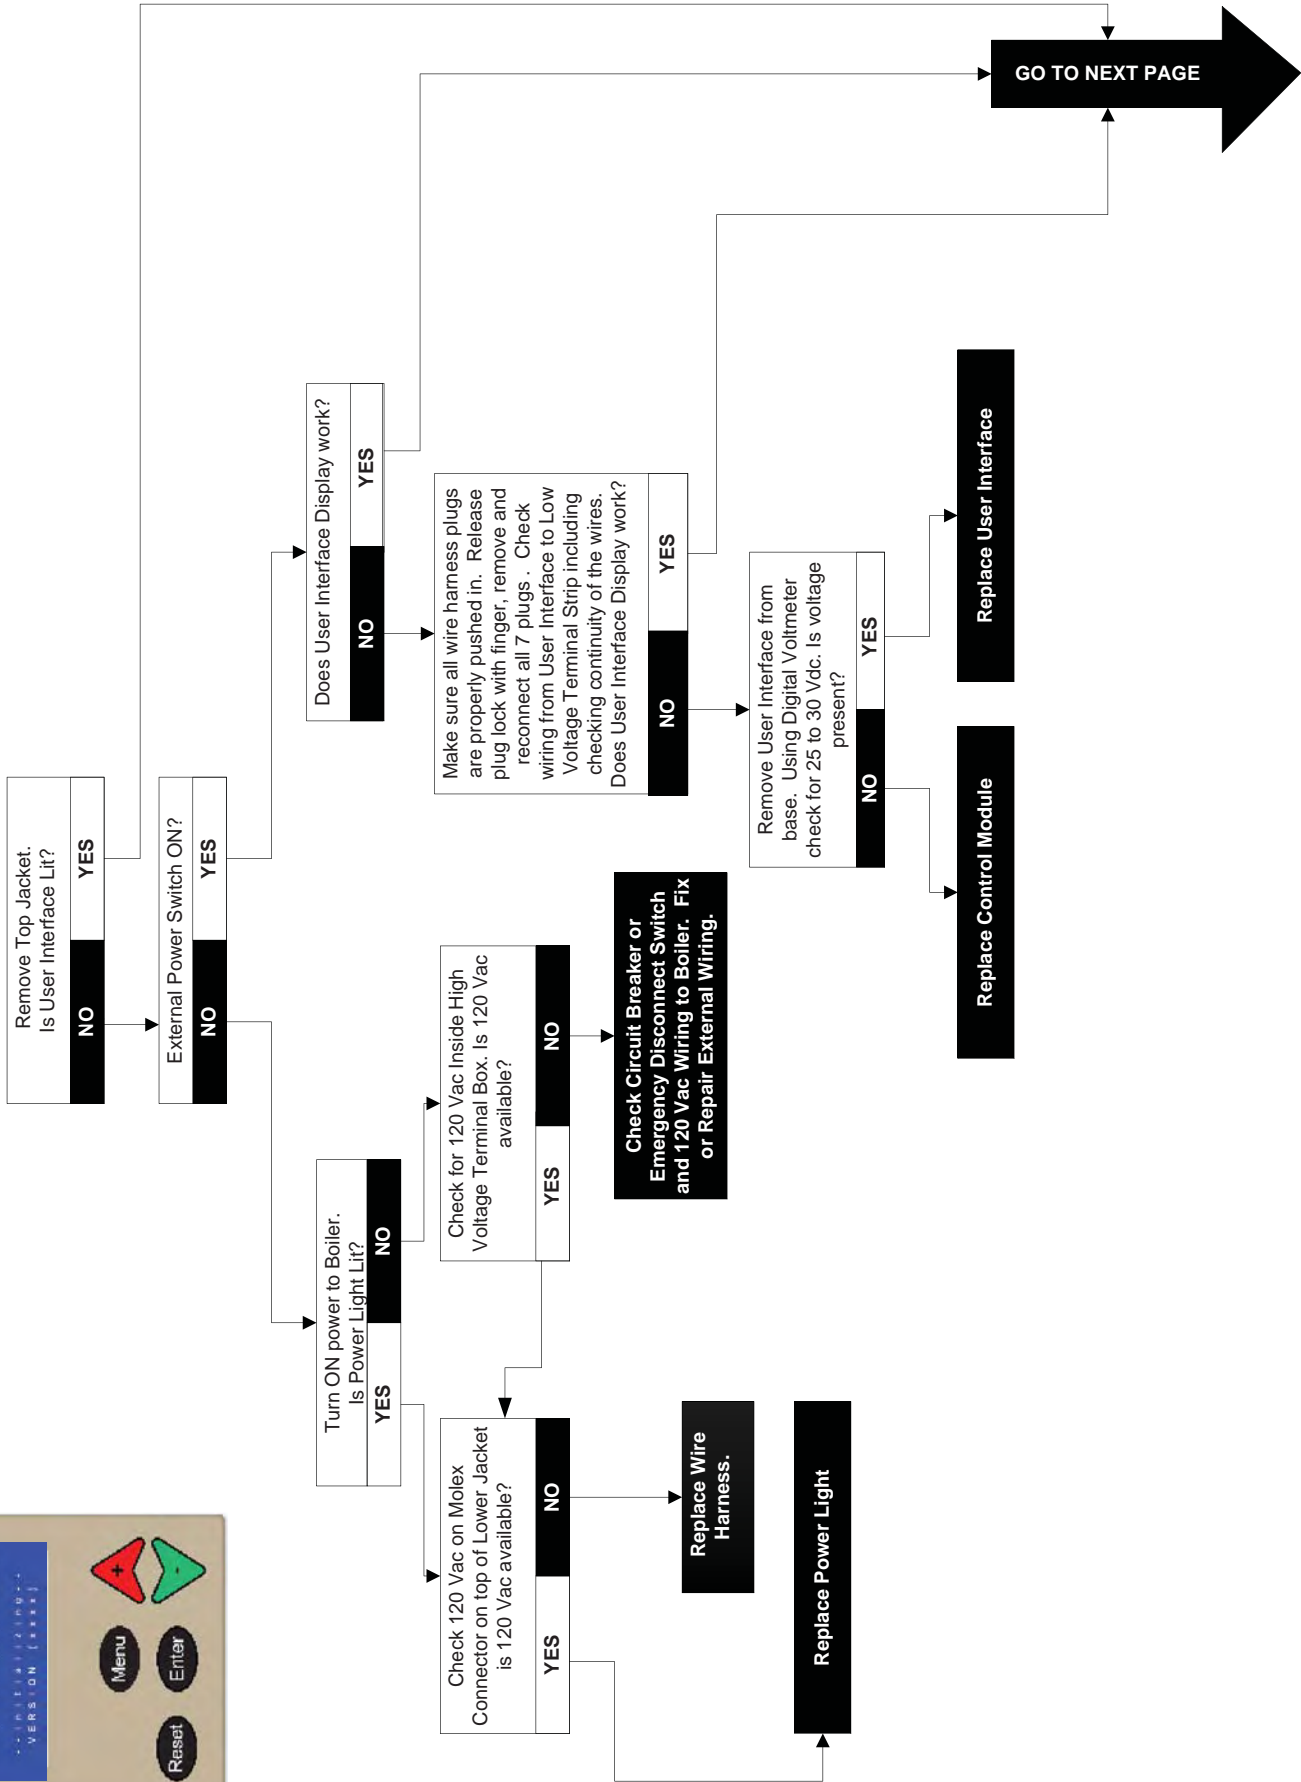 - - i n i t i a l i z i n g - -
VERSION [xxxx]
Menu
+
Reset
Enter
-
Remove Top Jacket.
Is User Interface Lit?
NO
YES
External Power Switch ON?
NO
YES
Turn ON power to Boiler.
Is Power Light Lit?
YES
NO
Does User Interface Display work?
NO
YES
Check 120 Vac on Molex
Connector on top of Lower Jacket
is 120 Vac available?
YES
NO
Check for 120 Vac Inside High
Voltage Terminal Box. Is 120 Vac
available?
YES
NO
Make sure all wire harness plugs
are properly pushed in. Release
plug lock with finger, remove and
reconnect all 7 plugs . Check
wiring from User Interface to Low
Voltage Terminal Strip including
checking continuity of the wires.
Does User Interface Display work?
NO
YES
Replace Wire
Harness.
Check Circuit Breaker or
Emergency Disconnect Switch
and 120 Vac Wiring to Boiler. Fix
or Repair External Wiring.
Remove User Interface from
base. Using Digital Voltmeter
check for 25 to 30 Vdc. Is voltage
present?
NO
YES
Replace Power Light
Replace Control Module
Replace User Interface
GO TO NEXT PAGE